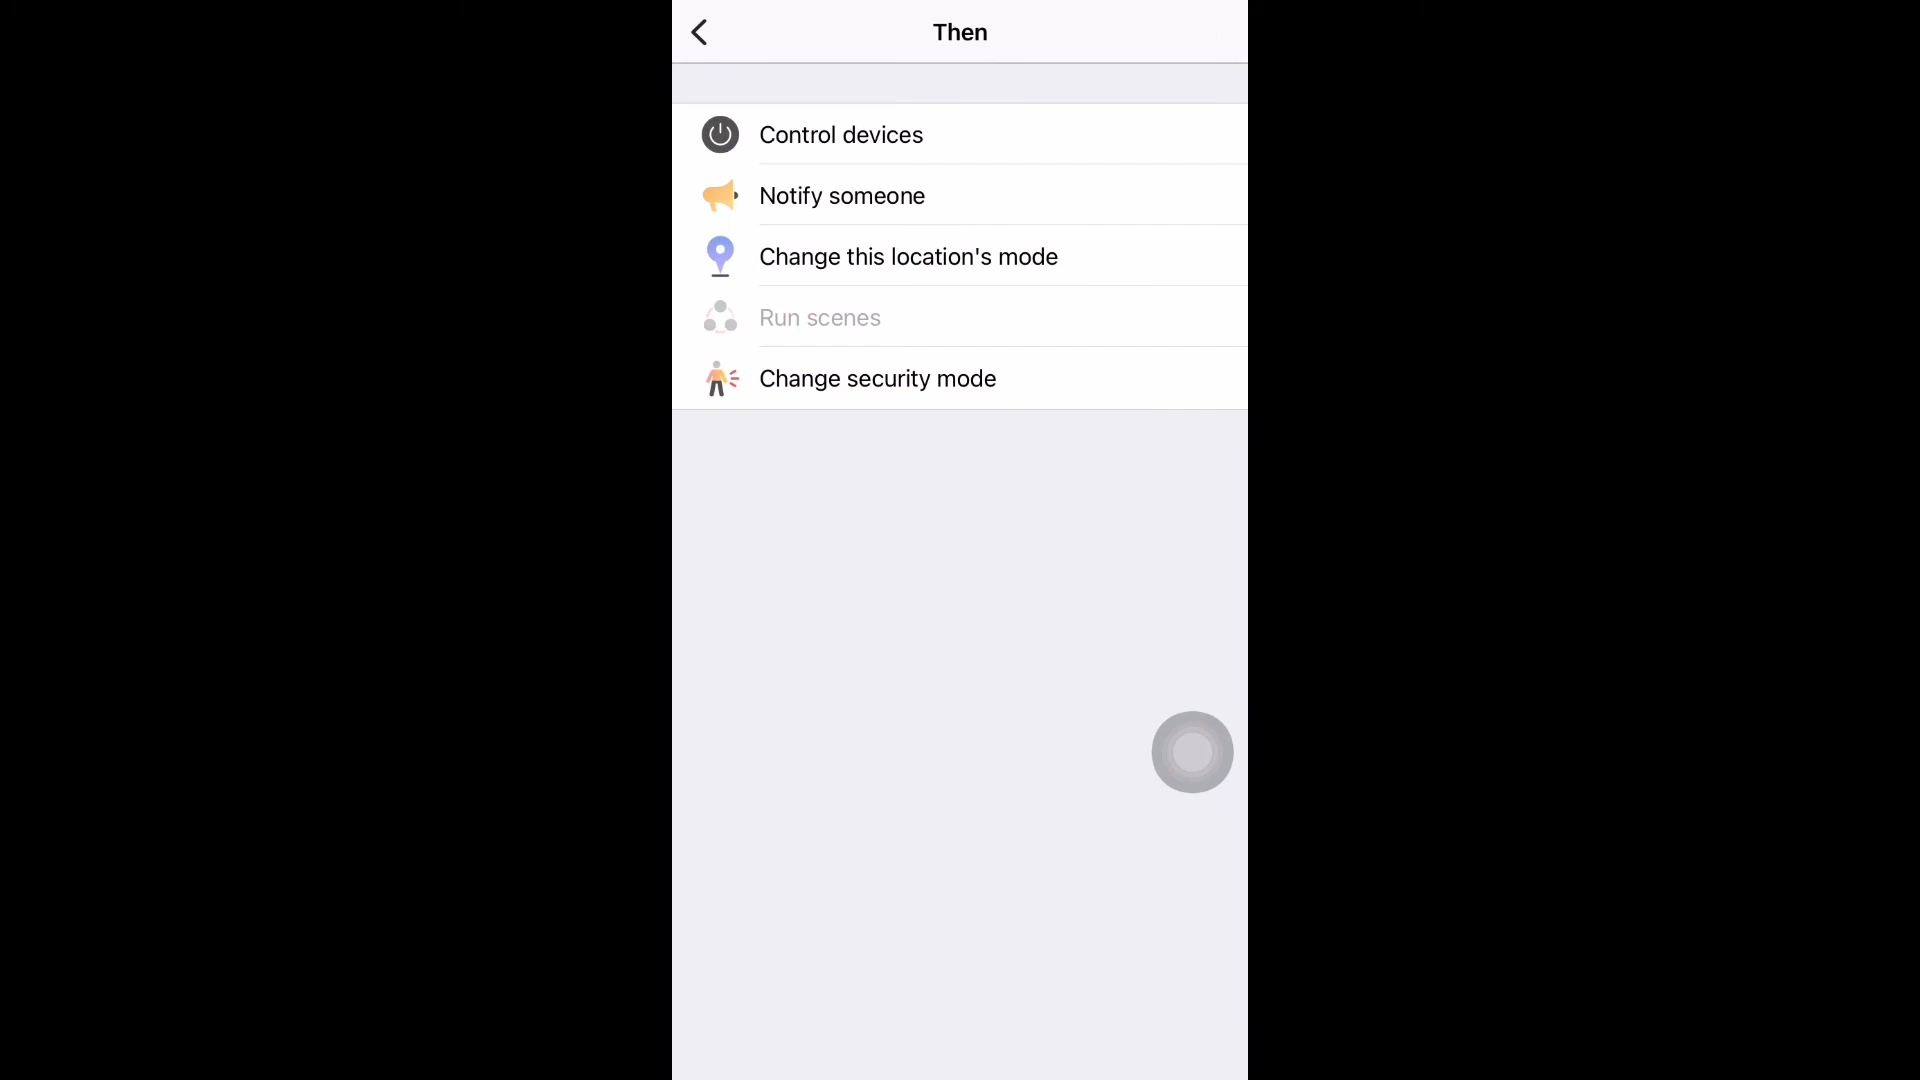 Then
Control devices
Notify someone
Change this location's mode
Run scenes
Change security mode